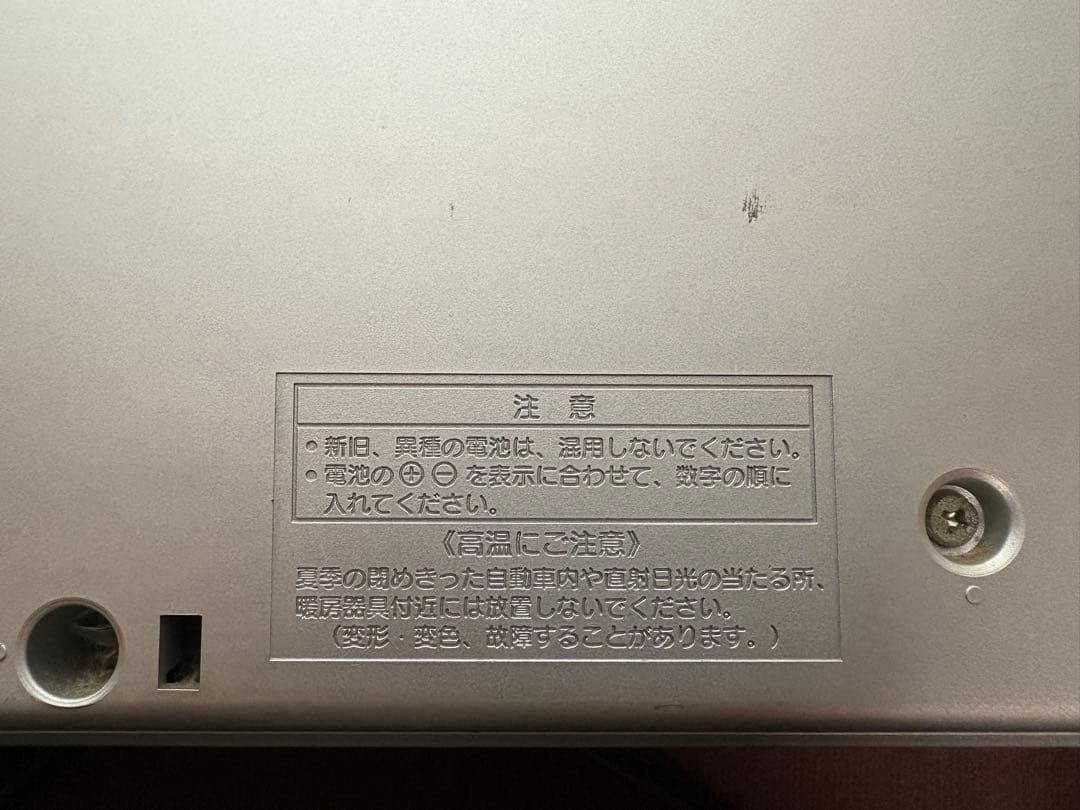 注 意
・新旧、異種の電池は、混用しないでください。
・電池の⊕⊖を表示に合わせて、数字の順に
入れてください。
《高温にご注意》
夏季の閉めきった自動車内や直射日光の当たる所、
暖房器具付近には放置しないでください。
（変形・変色、故障することがあります。）
C